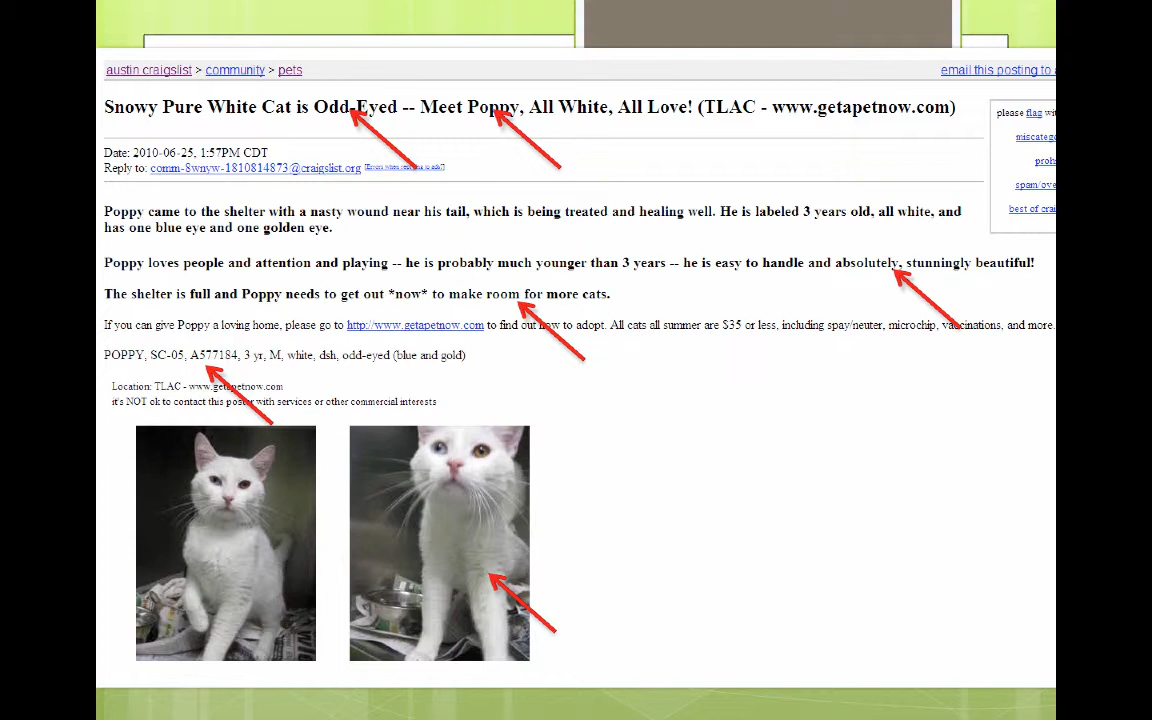 austin craigslist > community > pets
email this posting to a
Snowy Pure White Cat is Odd-Eyed -- Meet Poppy, All White, All Love! (TLAC - www.getapetnow.com)
please flag wit
miscatego
prohi
spam/over
best of crai
Date: 2010-06-25, 1:57PM CDT
Reply to: comm-8wnyw-1810814873@craigslist.org [Errors when replying to ads?]
Poppy came to the shelter with a nasty wound near his tail, which is being treated and healing well. He is labeled 3 years old, all white, and
has one blue eye and one golden eye.
Poppy loves people and attention and playing -- he is probably much younger than 3 years -- he is easy to handle and absolutely, stunningly beautiful!
The shelter is full and Poppy needs to get out *now* to make room for more cats.
If you can give Poppy a loving home, please go to http://www.getapetnow.com to find out how to adopt. All cats all summer are $35 or less, including spay/neuter, microchip, vaccinations, and more.
POPPY, SC-05, A577184, 3 yr, M, white, dsh, odd-eyed (blue and gold)
Location: TLAC - www.getapetnow.com
it's NOT ok to contact this poster with services or other commercial interests